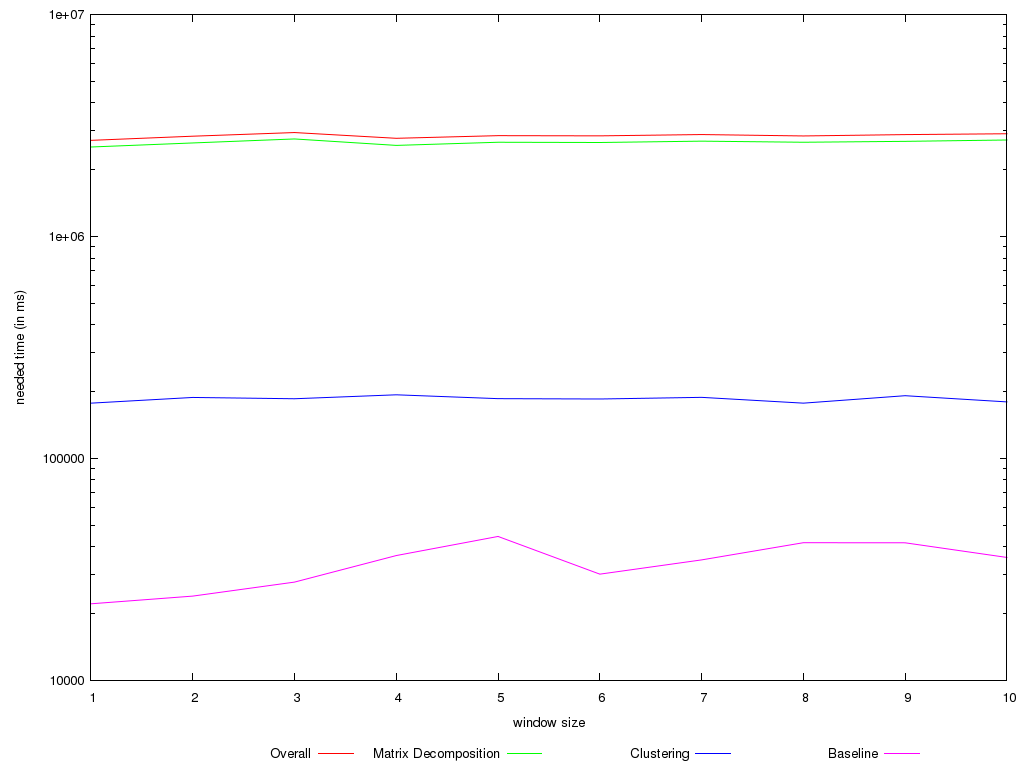 1e+07
1e+06
100000
10000
needed time (in ms)
1 2 3 4 5 6 7 8 9 10
window size
Overall Matrix Decomposition Clustering Baseline